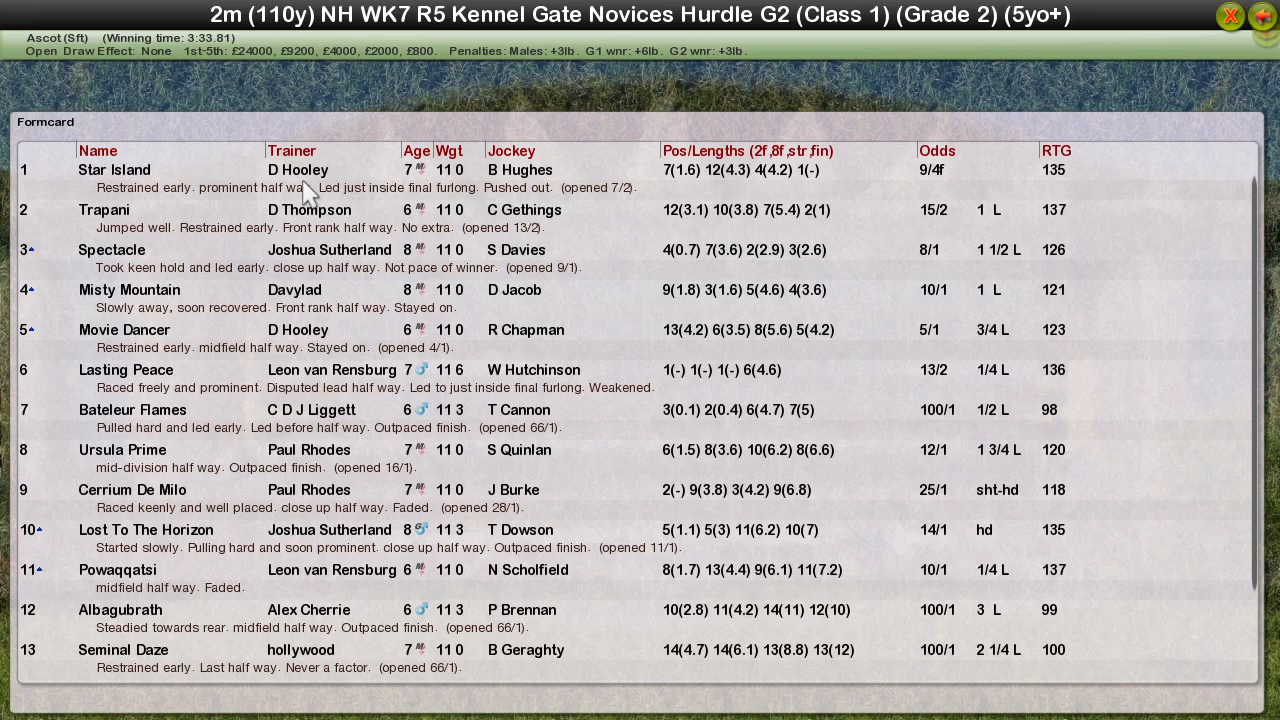 2m (110y) NH WK7 R5 Kennel Gate Novices Hurdle G2 (Class 1) (Grade 2) (5yo+)
X
Ascot(Sft) (Winning time: 3:33.81)
Open Draw Effect: None 1st-5th: £24000, £9200, £4000, £2000, £800. Penalties: Males: +3lb. G1 wnr: +6lb. G2 wnr: +3lb.
Formcard
Name Trainer Age Wgt Jockey Pos/Lengths (2f,8f,str,fin) Odds RTG
1 Star Island D Hooley 7 11 0 B Hughes 7(1.6) 12(4.3) 4(4.2) 1(-) 9/4f 135
Restrained early. prominent half wa Led just inside final furlong. Pushed out. (opened 7/2).
2 Trapani D Thompson 6 11 0 C Gethings 12(3.1) 10(3.8) 7(5.4) 2(1) 15/2 1 L 137
Jumped well. Restrained early. Front rank half way. No extra. (opened 13/2).
3 Spectacle Joshua Sutherland 8 11 0 S Davies 4(0.7) 7(3.6) 2(2.9) 3(2.6) 8/1 1 1/2 L 126
Took keen hold and led early. close up half way. Not pace of winner. (opened 9/1).
4 Misty Mountain Davylad 8 11 0 D Jacob 9(1.8) 3(1.6) 5(4.6) 4(3.6) 10/1 1 L 121
Slowly away, soon recovered. Front rank half way. Stayed on.
5 Movie Dancer D Hooley 6 11 0 R Chapman 13(4.2) 6(3.5) 8(5.6) 5(4.2) 5/1 3/4 L 123
Restrained early. midfield half way. Stayed on. (opened 4/1).
6 Lasting Peace Leon van Rensburg 7 11 6 W Hutchinson 1(-) 1(-) 1(-) 6(4.6) 13/2 1/4 L 136
Raced freely and prominent. Disputed lead half way. Led to just inside final furlong. Weakened.
7 Bateleur Flames C D J Liggett 6 11 3 T Cannon 3(0.1) 2(0.4) 6(4.7) 7(5) 100/1 1/2 L 98
Pulled hard and led early. Led before half way. Outpaced finish. (opened 66/1).
8 Ursula Prime Paul Rhodes 7 11 0 S Quinlan 6(1.5) 8(3.6) 10(6.2) 8(6.6) 12/1 1 3/4 L 120
mid-division half way. Outpaced finish. (opened 16/1).
9 Cerrium De Milo Paul Rhodes 7 11 0 J Burke 2(-) 9(3.8) 3(4.2) 9(6.8) 25/1 sht-hd 118
Raced keenly and well placed. close up half way. Faded. (opened 28/1).
10 Lost To The Horizon Joshua Sutherland 8 11 3 T Dowson 5(1.1) 5(3) 11(6.2) 10(7) 14/1 hd 135
Started slowly. Pulling hard and soon prominent. close up half way. Outpaced finish. (opened 11/1).
11 Powaqqatsi Leon van Rensburg 6 11 0 N Scholfield 8(1.7) 13(4.4) 9(6.1) 11(7.2) 10/1 1/4 L 137
midfield half way. Faded.
12 Albagubrath Alex Cherrie 6 11 3 P Brennan 10(2.8) 11(4.2) 14(11) 12(10) 100/1 3 L 99
Steadied towards rear. midfield half way. Outpaced finish. (opened 66/1).
13 Seminal Daze hollywood 7 11 0 B Geraghty 14(4.7) 14(6.1) 13(8.8) 13(12) 100/1 2 1/4 L 100
Restrained early. Last half way. Never a factor. (opened 66/1).